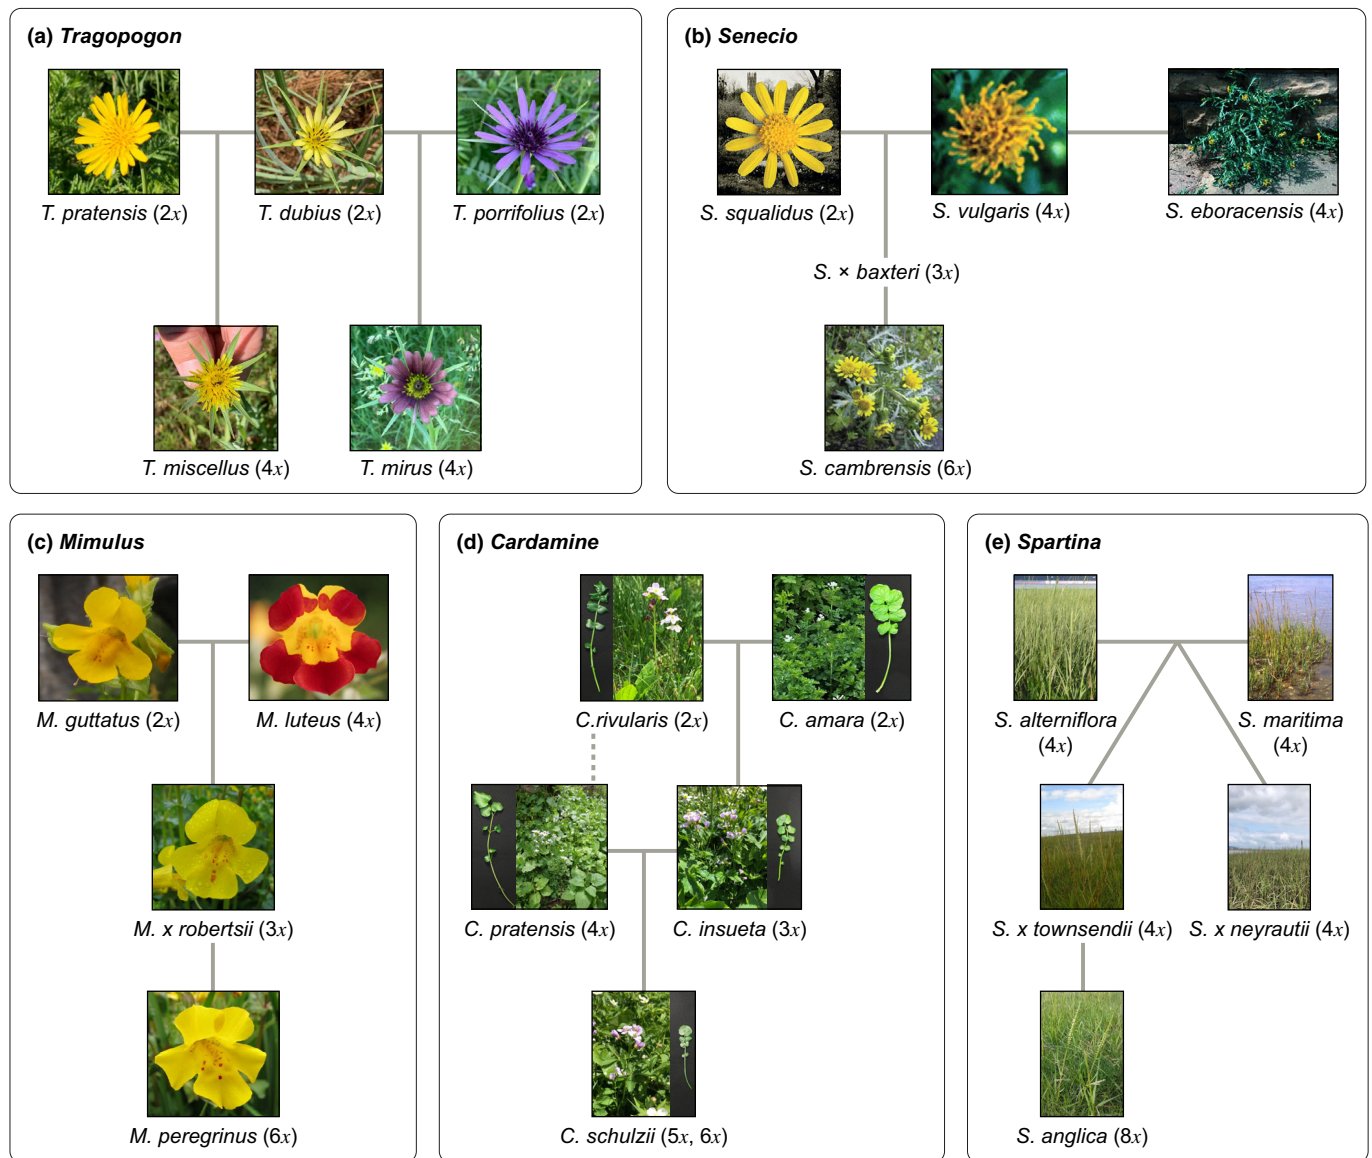 (a) Tragopogon
T. pratensis (2x)
T. dubius (2x)
T. porrifolius (2x)
T. miscellus (4x)
T. mirus (4x)
(b) Senecio
S. squalidus (2x)
S. vulgaris (4x)
S. eboracensis (4x)
S. × baxteri (3x)
S. cambrensis (6x)
(c) Mimulus
M. guttatus (2x)
M. luteus (4x)
M. x robertsii (3x)
M. peregrinus (6x)
(d) Cardamine
C.rivularis (2x)
C. amara (2x)
C. pratensis (4x)
C. insueta (3x)
C. schulzii (5x, 6x)
(e) Spartina
S. alterniflora
(4x)
S. maritima
(4x)
S. x townsendii (4x)
S. x neyrautii (4x)
S. anglica (8x)